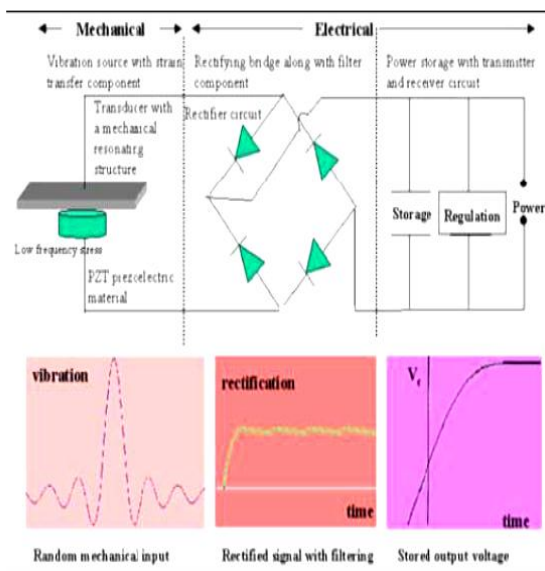 Mechanical
Electrical
Vibration source with strain
transfer component
Rectifying bridge along with filter
component
Power storage with transmitter
and receiver circuit
Transducer with
a mechanical
resonating
structure
Rectifier circuit
Low frequency stress
PZT piezoelectric
material
Storage
Regulation
Power
vibration
rectification
time
time
Random mechanical input
Rectified signal with filtering
Stored output voltage